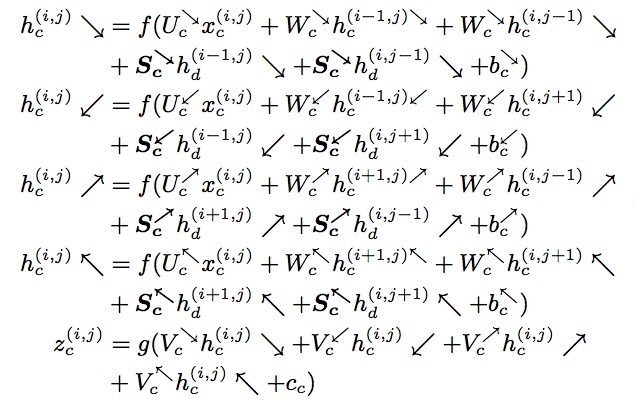 h_c^{(i,j)} ↘ = f(U_c^↘ x_c^{(i,j)} + W_c^↘ h_c^{(i−1,j)↘} + W_c^↘ h_c^{(i,j−1)} ↘
+ S_c^↘ h_d^{(i−1,j)} ↘ +S_c^↘ h_d^{(i,j−1)} ↘ +b_c^↘)
h_c^{(i,j)} ↙ = f(U_c^↙ x_c^{(i,j)} + W_c^↙ h_c^{(i−1,j)↙} + W_c^↙ h_c^{(i,j+1)} ↙
+ S_c^↙ h_d^{(i−1,j)} ↙ +S_c^↙ h_d^{(i,j+1)} ↙ +b_c^↙)
h_c^{(i,j)} ↗ = f(U_c^↗ x_c^{(i,j)} + W_c^↗ h_c^{(i+1,j)↗} + W_c^↗ h_c^{(i,j−1)} ↗
+ S_c^↗ h_d^{(i+1,j)} ↗ +S_c^↗ h_d^{(i,j−1)} ↗ +b_c^↗)
h_c^{(i,j)} ↖ = f(U_c^↖ x_c^{(i,j)} + W_c^↖ h_c^{(i+1,j)↖} + W_c^↖ h_c^{(i,j+1)} ↖
+ S_c^↖ h_d^{(i+1,j)} ↖ +S_c^↖ h_d^{(i,j+1)} ↖ +b_c^↖)
z_c^{(i,j)} = g(V_c^↘ h_c^{(i,j)} ↘ +V_c^↙ h_c^{(i,j)} ↙ +V_c^↗ h_c^{(i,j)} ↗
+ V_c^↖ h_c^{(i,j)} ↖ +c_c)